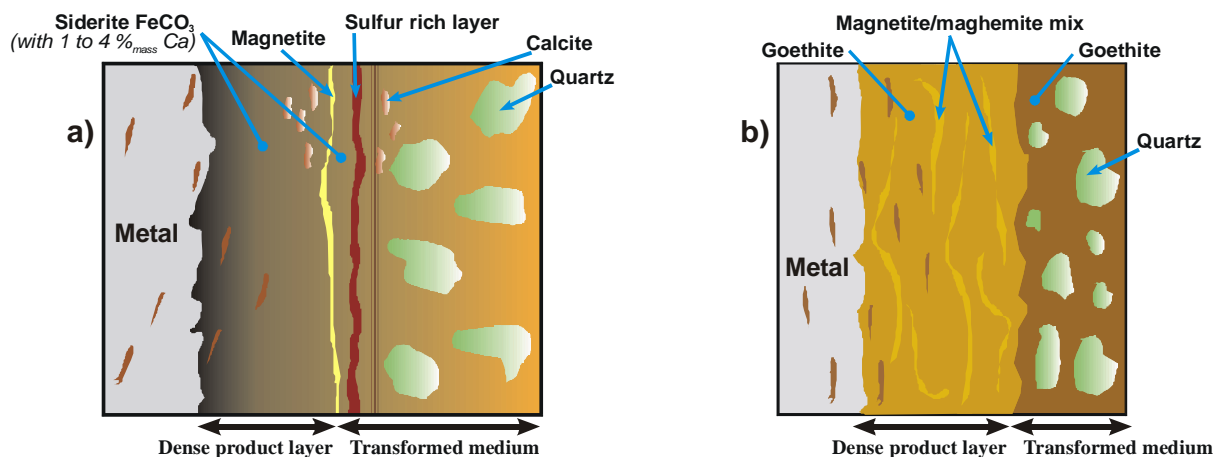 a)
Siderite FeCO₃
(with 1 to 4 %mass Ca)
Magnetite
Sulfur rich layer
Calcite
Quartz
Metal
Dense product layer
Transformed medium
b)
Magnetite/maghemite mix
Goethite
Goethite
Quartz
Metal
Dense product layer
Transformed medium